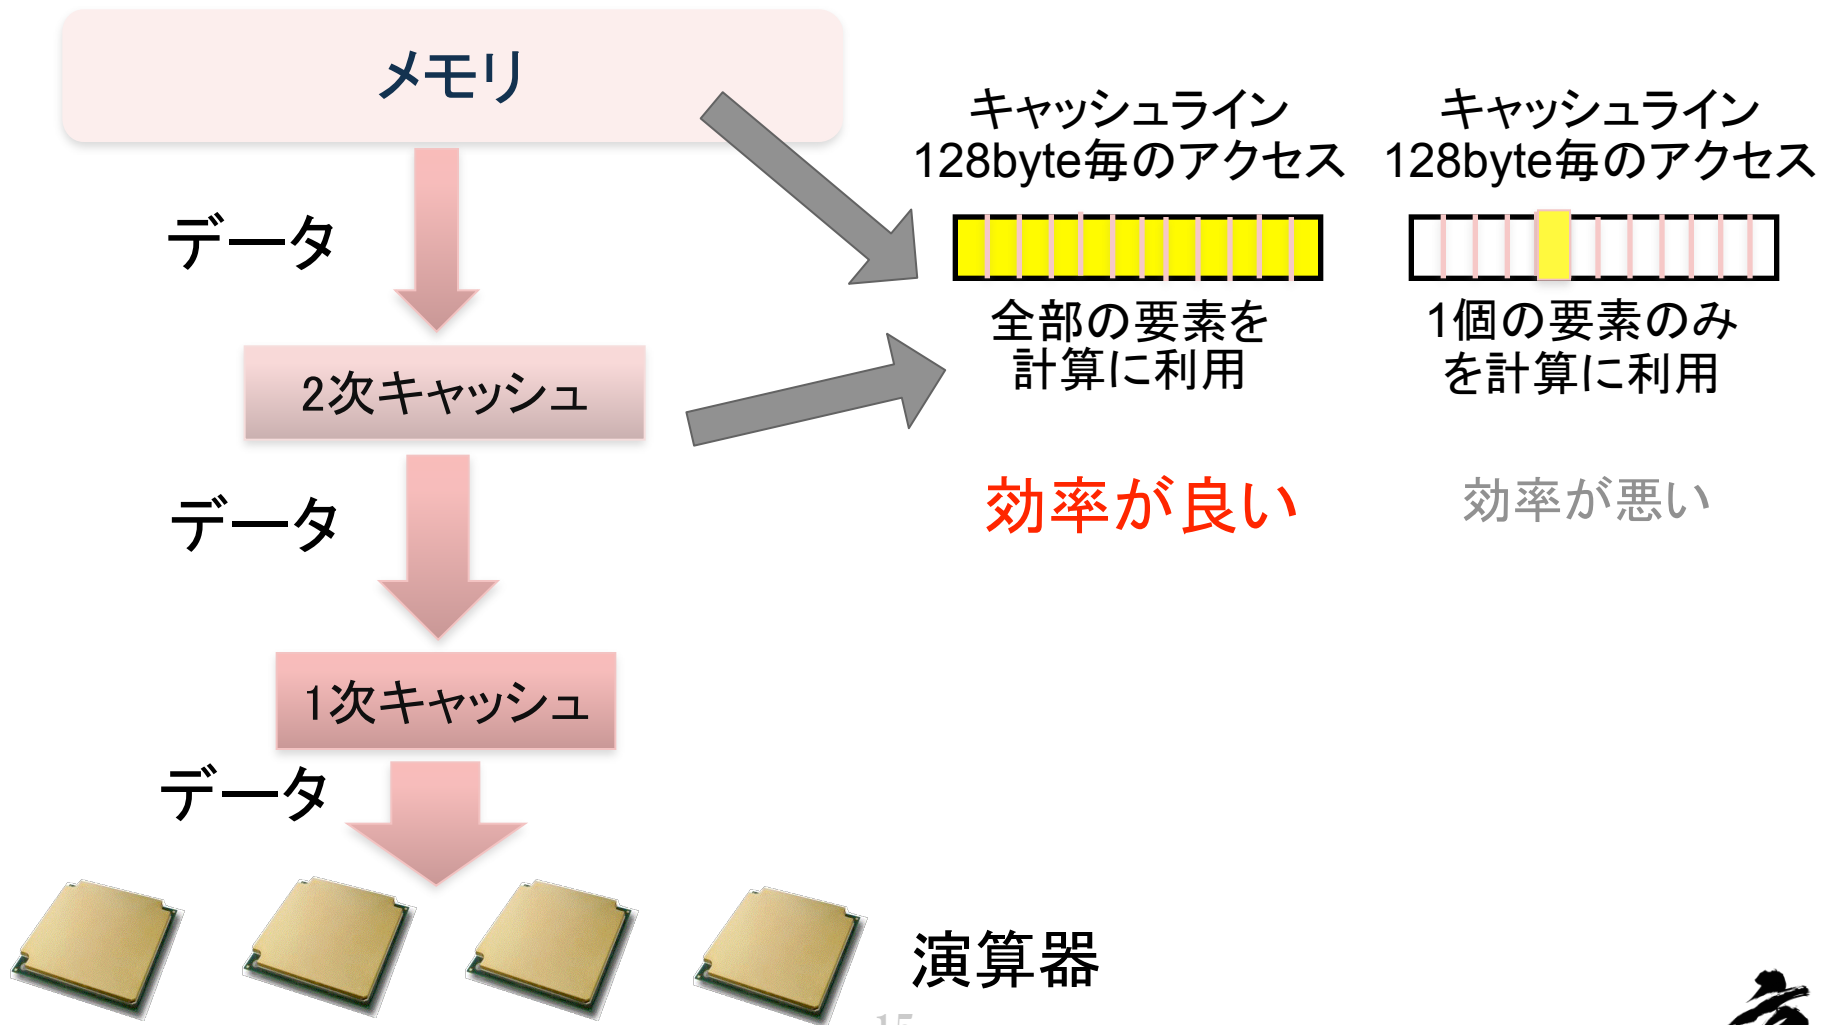 メモリ
データ
2次キャッシュ
データ
1次キャッシュ
データ
演算器
キャッシュライン
128byte毎のアクセス
全部の要素を
計算に利用
効率が良い
キャッシュライン
128byte毎のアクセス
1個の要素のみ
を計算に利用
効率が悪い
15